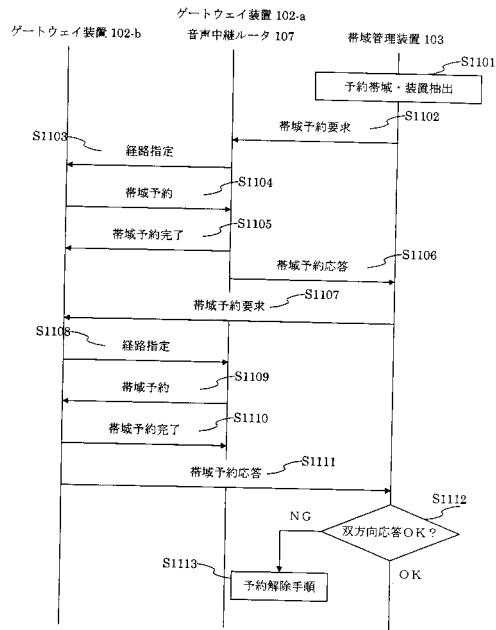 ゲートウェイ装置 102-a
ゲートウェイ装置 102-b
音声中継ルータ 107
帯域管理装置 103
S1101
予約帯域・装置抽出
S1102
帯域予約要求
S1103
経路指定
S1104
帯域予約
S1105
帯域予約完了
S1106
帯域予約応答
S1107
帯域予約要求
S1108
経路指定
S1109
帯域予約
S1110
帯域予約完了
S1111
帯域予約応答
S1112
NG
双方向応答OK?
S1113
予約解除手順
OK